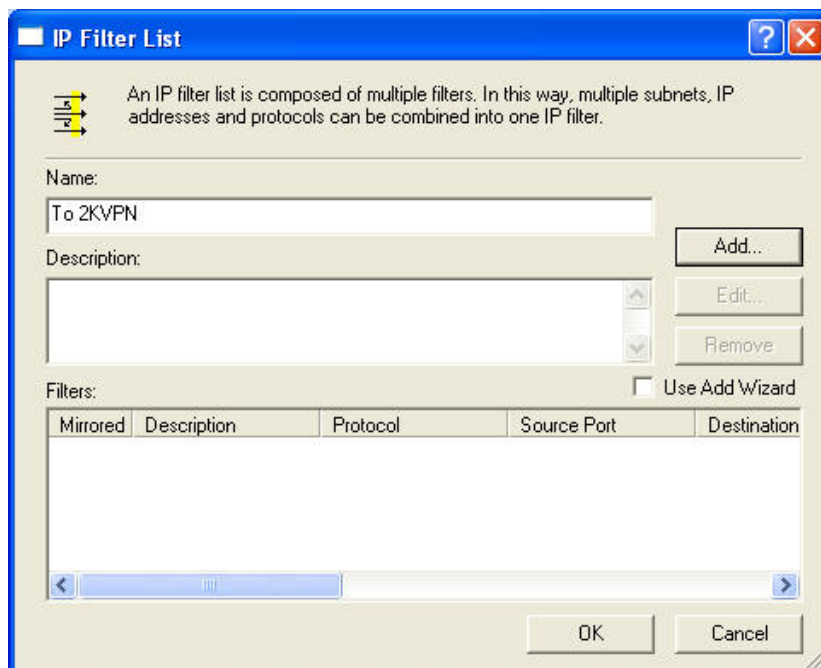 IP Filter List
An IP filter list is composed of multiple filters. In this way, multiple subnets, IP
addresses and protocols can be combined into one IP filter.
Name:
To 2KVPN
Add...
Description:
Edit...
Remove
Filters:
Use Add Wizard
Mirrored Description Protocol Source Port Destination
OK Cancel